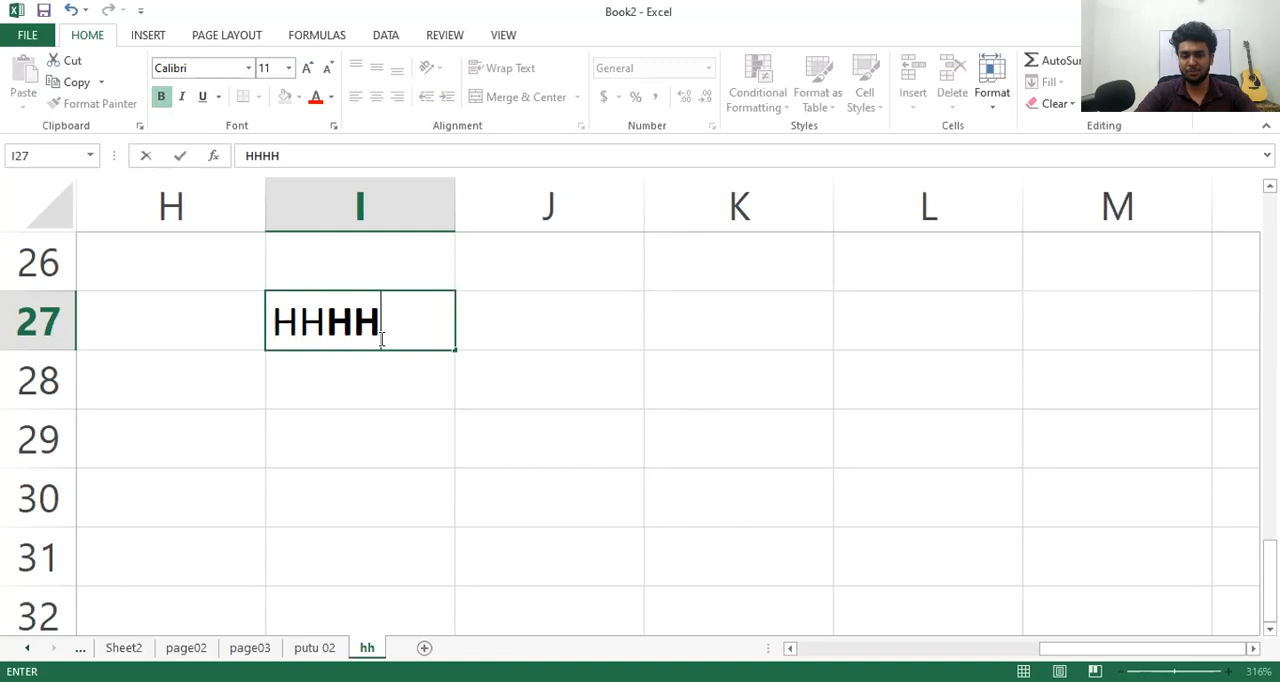 Book2 - Excel
FILE HOME INSERT PAGE LAYOUT FORMULAS DATA REVIEW VIEW
Cut
Copy
Format Painter
Paste
Clipboard
Calibri 11
B I U A
Font
Wrap Text
Merge & Center
Alignment
General
$ % ,
Number
Conditional Formatting
Format as Table
Cell Styles
Styles
Insert Delete Format
Cells
AutoSu
Fill
Clear
Editing
I27 fx HHHH
H I J K L M
26
27 HHHH
28
29
30
31
32
... Sheet2 page02 page03 putu 02 hh
ENTER 316%